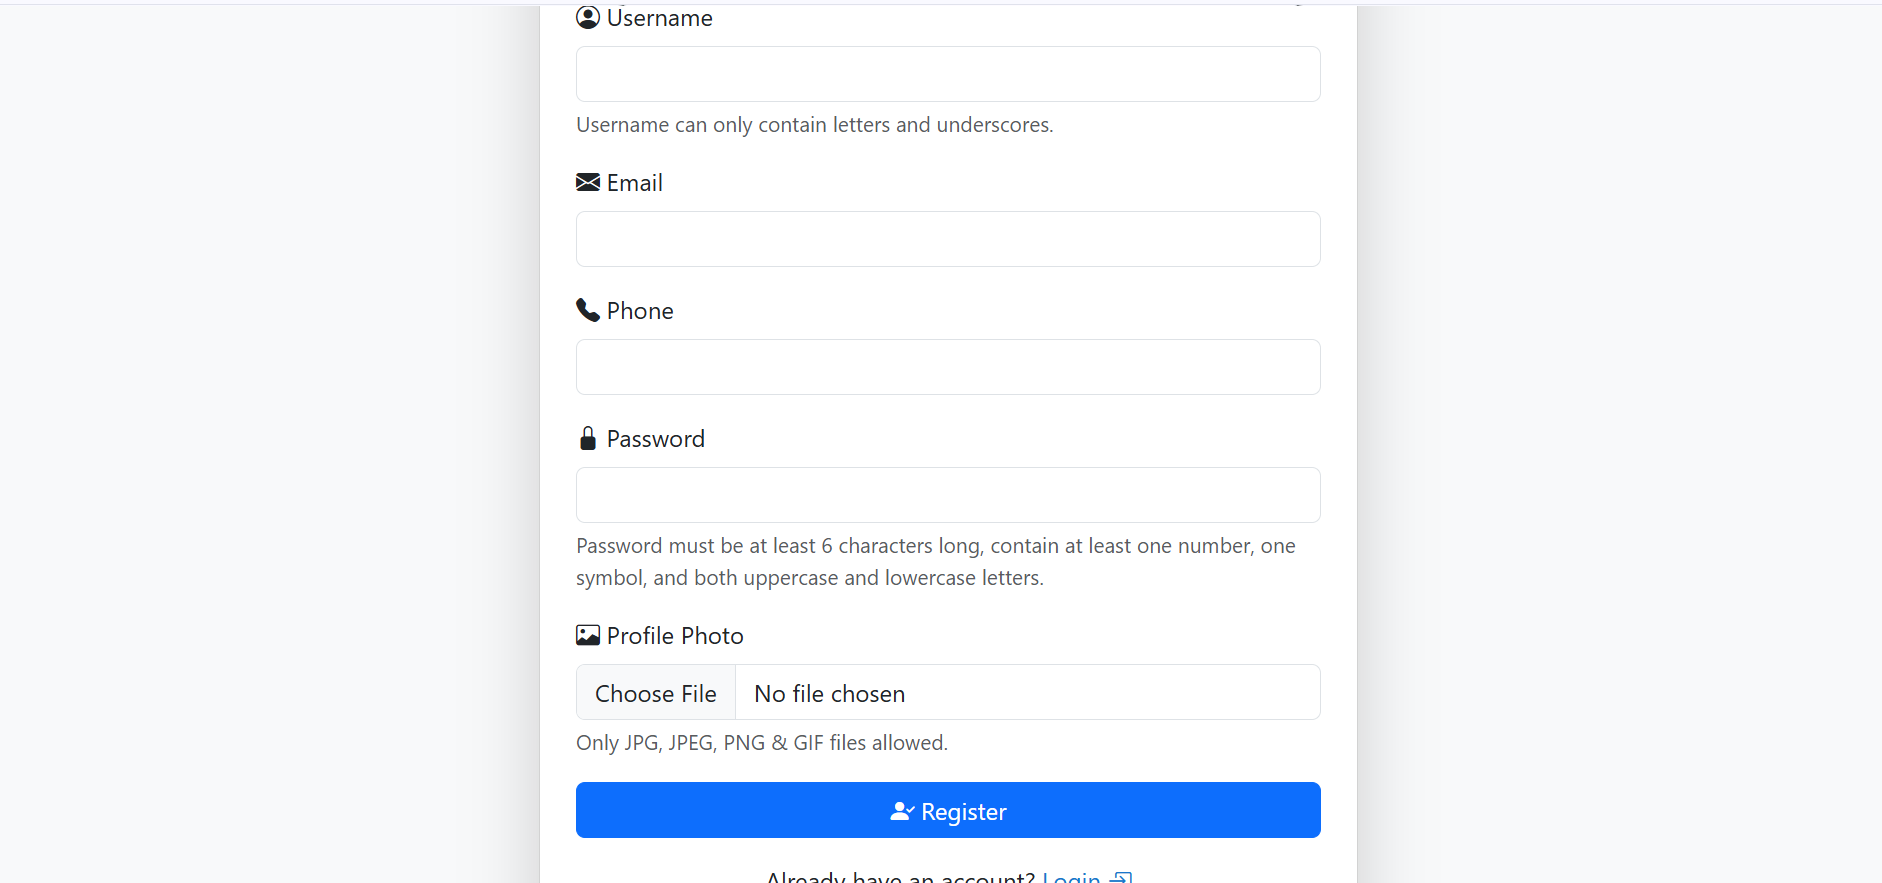 Username
Username can only contain letters and underscores.
Email
Phone
Password
Password must be at least 6 characters long, contain at least one number, one
symbol, and both uppercase and lowercase letters.
Profile Photo
Choose File No file chosen
Only JPG, JPEG, PNG & GIF files allowed.
Register
Already have an account? Login